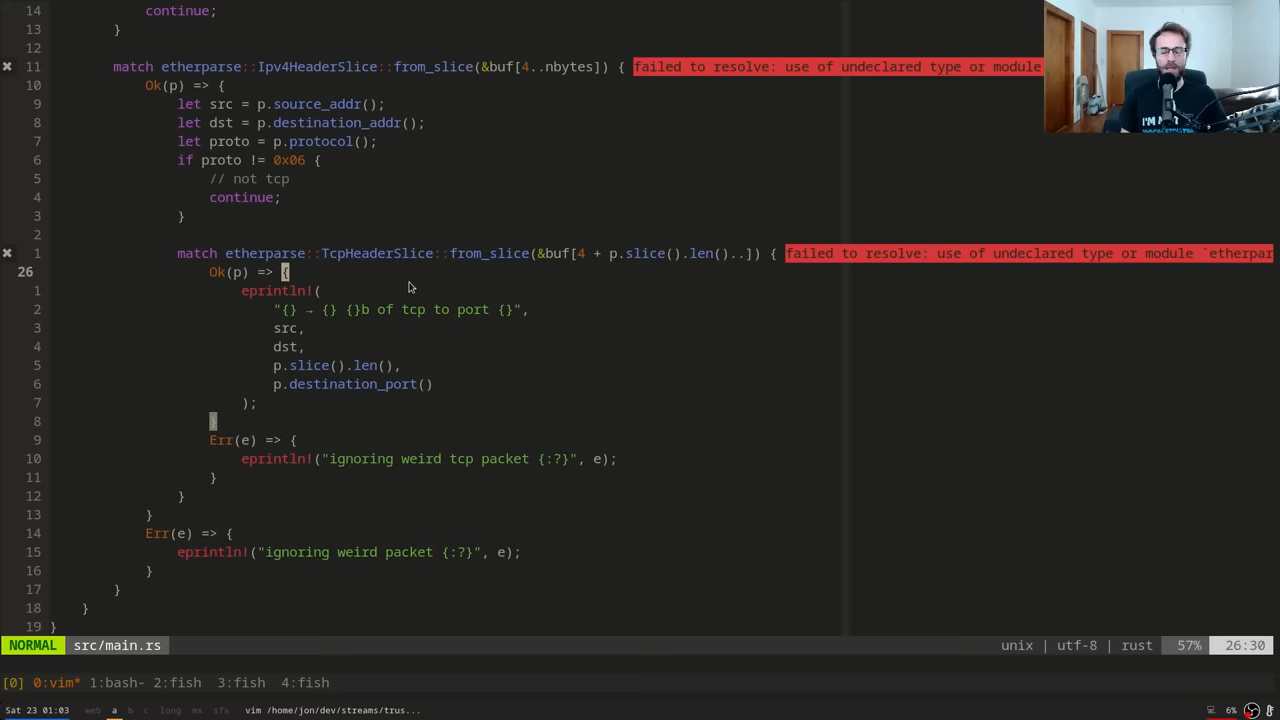 14 continue;
13 }
12
✖ 11 match etherparse::Ipv4HeaderSlice::from_slice(&buf[4..nbytes]) { failed to resolve: use of undeclared type or module
10 Ok(p) => {
9 let src = p.source_addr();
8 let dst = p.destination_addr();
7 let proto = p.protocol();
6 if proto != 0x06 {
5 // not tcp
4 continue;
3 }
2
✖ 1 match etherparse::TcpHeaderSlice::from_slice(&buf[4 + p.slice().len()..]) { failed to resolve: use of undeclared type or module `etherpar
26 Ok(p) => {
1 eprintln!(
2 "{} → {} {}b of tcp to port {}",
3 src,
4 dst,
5 p.slice().len(),
6 p.destination_port()
7 );
8 }
9 Err(e) => {
10 eprintln!("ignoring weird tcp packet {:?}", e);
11 }
12 }
13 }
14 Err(e) => {
15 eprintln!("ignoring weird packet {:?}", e);
16 }
17 }
18 }
19 }
I'M NOT
NORMAL src/main.rs unix | utf-8 | rust 57% 26:30
[0] 0:vim* 1:bash- 2:fish 3:fish 4:fish
Sat 23 01:03 web a b c long mx sfx vim /home/jon/dev/streams/trus... 6%